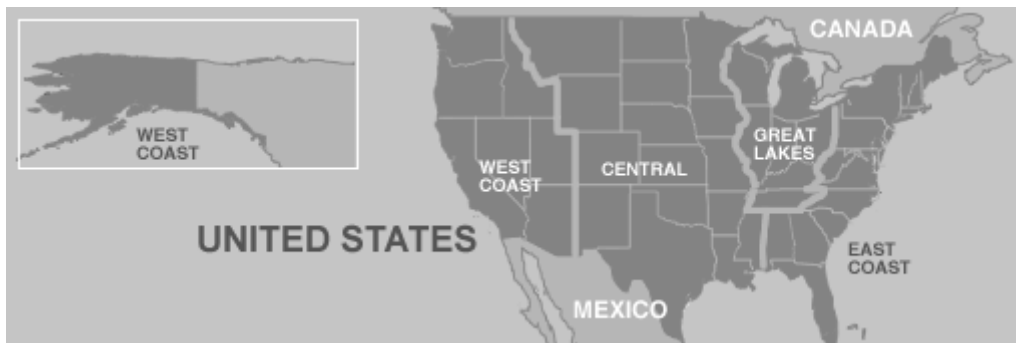 CANADA
WEST
COAST
GREAT
LAKES
WEST
COAST
CENTRAL
UNITED STATES
EAST
COAST
MEXICO